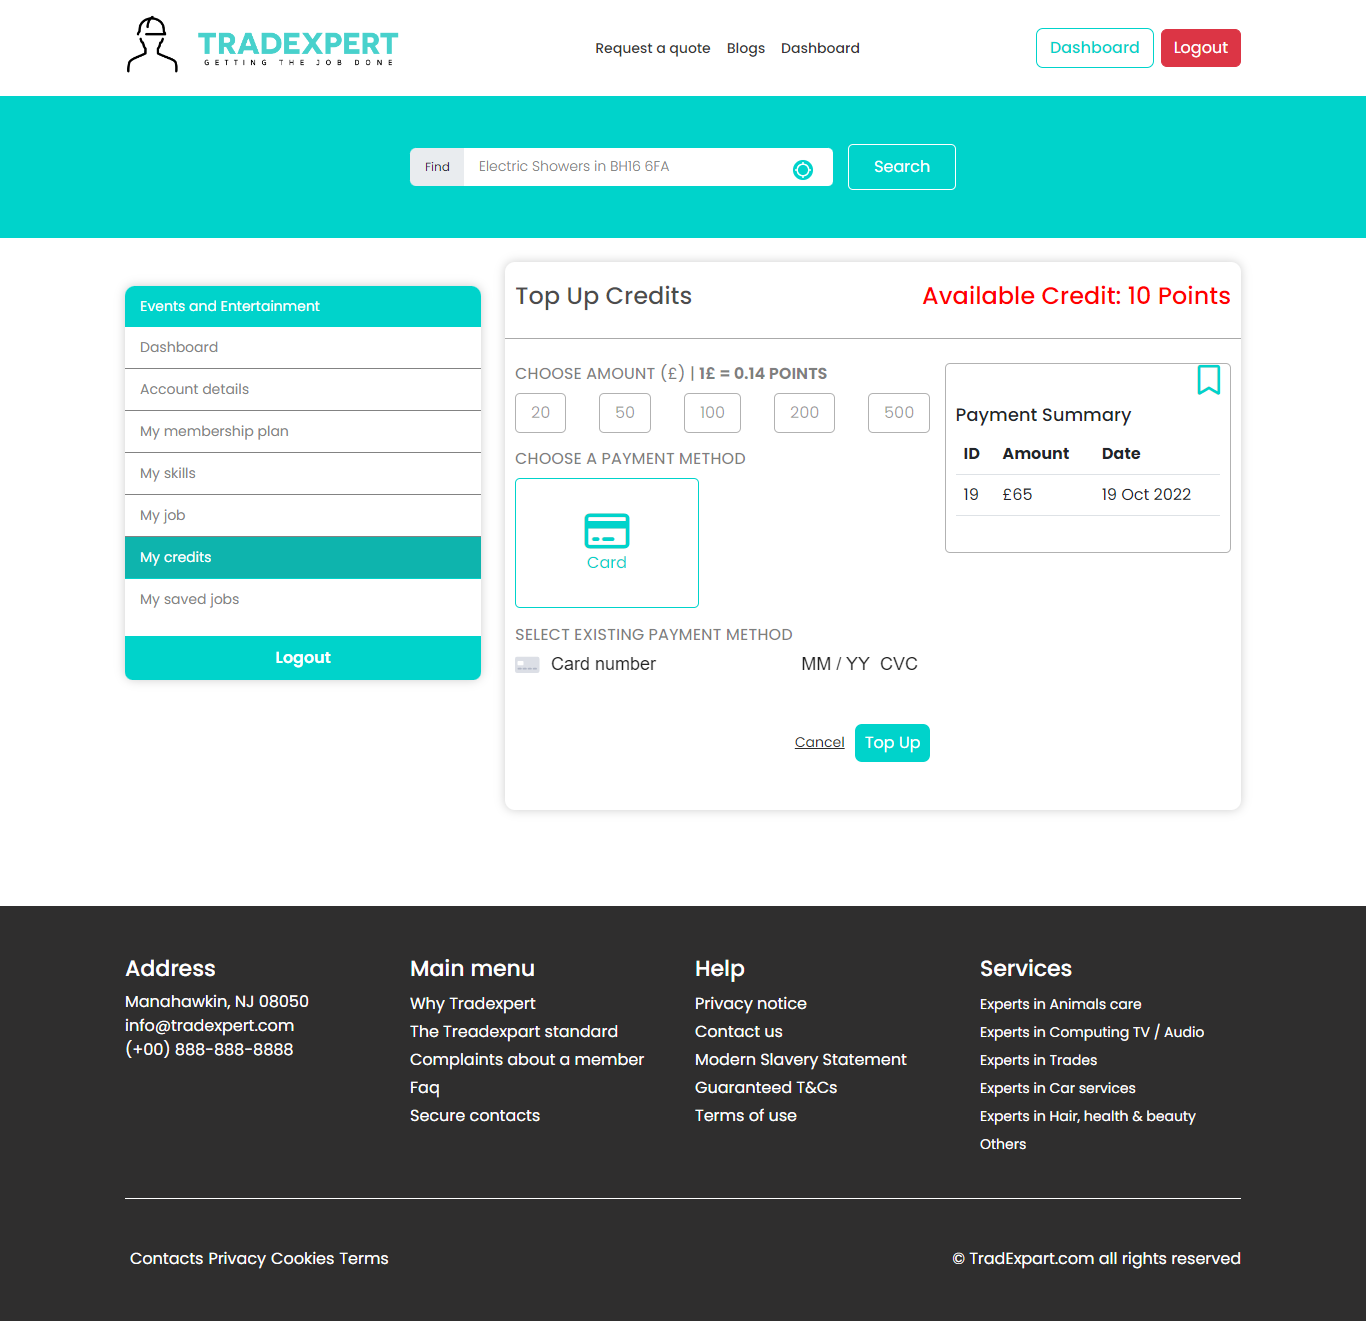 TRADEXPERT
GETTING THE JOB DONE
Request a quote Blogs Dashboard
Dashboard Logout
Find Electric Showers in BH16 6FA Search
Events and Entertainment
Dashboard
Account details
My membership plan
My skills
My job
My credits
My saved jobs
Logout
Top Up Credits Available Credit: 10 Points
CHOOSE AMOUNT (£) | 1£ = 0.14 POINTS
20 50 100 200 500
CHOOSE A PAYMENT METHOD
Card
SELECT EXISTING PAYMENT METHOD
Card number MM / YY CVC
Cancel Top Up
Payment Summary
ID Amount Date
19 £65 19 Oct 2022
Address
Manahawkin, NJ 08050
info@tradexpert.com
(+00) 888-888-8888
Main menu
Why Tradexpert
The Treadexpart standard
Complaints about a member
Faq
Secure contacts
Help
Privacy notice
Contact us
Modern Slavery Statement
Guaranteed T&Cs
Terms of use
Services
Experts in Animals care
Experts in Computing TV / Audio
Experts in Trades
Experts in Car services
Experts in Hair, health & beauty
Others
Contacts Privacy Cookies Terms
© TradExpart.com all rights reserved